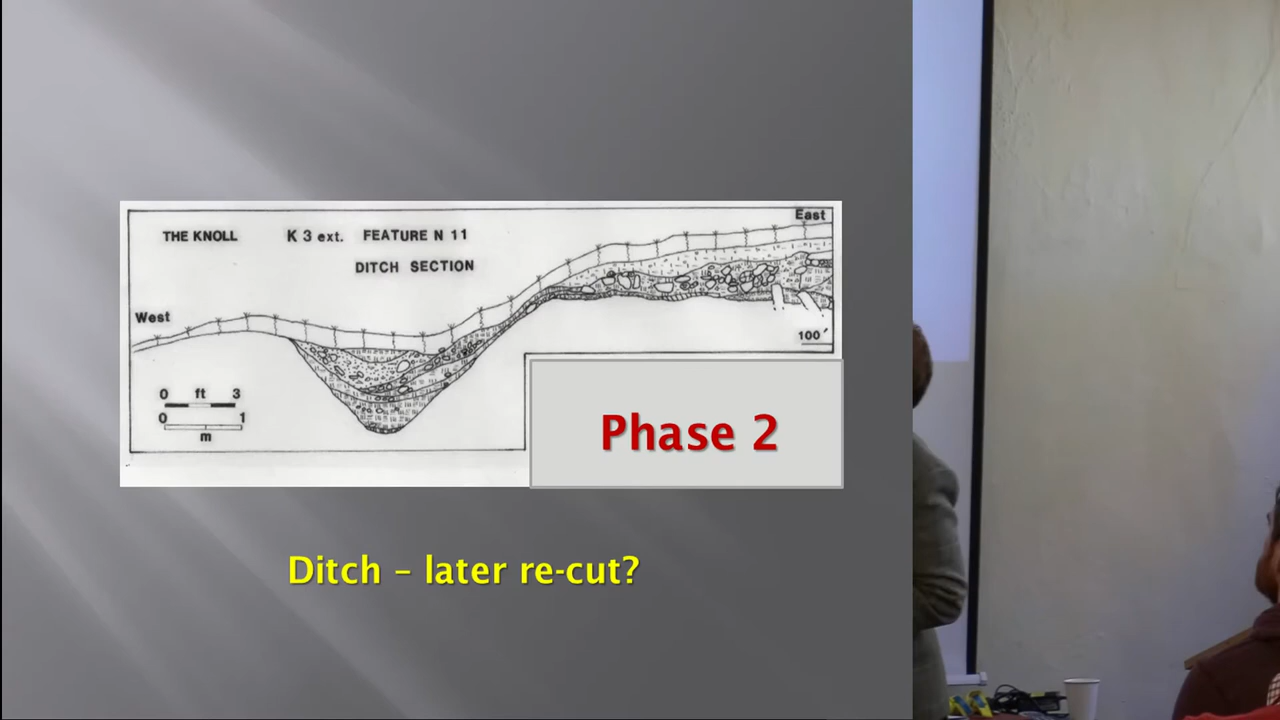 East
THE KNOLL K 3 ext. FEATURE N 11
DITCH SECTION
West
100'
0 ft 3
0 1
m
Phase 2
Ditch – later re-cut?